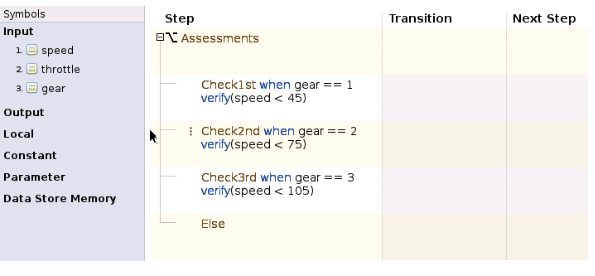 Symbols
Input
1. speed
2. throttle
3. gear
Output
Local
Constant
Parameter
Data Store Memory
Step Transition Next Step
Assessments
Check1st when gear == 1
verify(speed < 45)
Check2nd when gear == 2
verify(speed < 75)
Check3rd when gear == 3
verify(speed < 105)
Else